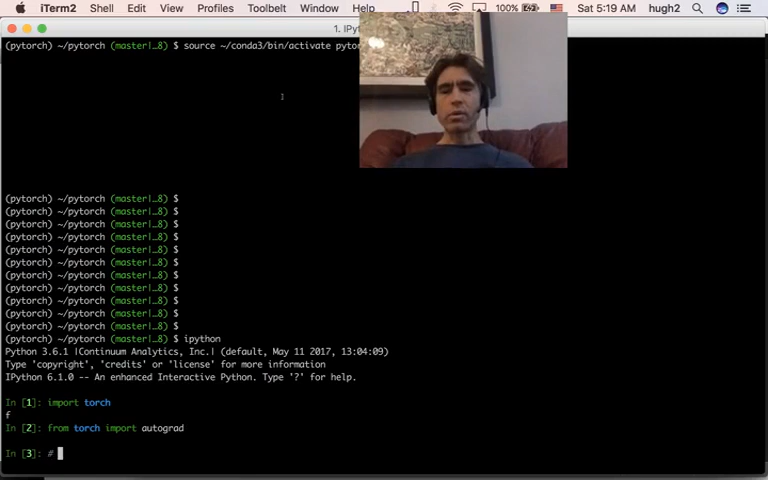 iTerm2 Shell Edit View Profiles Toolbelt Window Help 100% Sat 5:19 AM hugh2
1. IPyt
(pytorch) ~/pytorch (master|…8) $ source ~/conda3/bin/activate pytor
(pytorch) ~/pytorch (master|…8) $
(pytorch) ~/pytorch (master|…8) $
(pytorch) ~/pytorch (master|…8) $
(pytorch) ~/pytorch (master|…8) $
(pytorch) ~/pytorch (master|…8) $
(pytorch) ~/pytorch (master|…8) $
(pytorch) ~/pytorch (master|…8) $
(pytorch) ~/pytorch (master|…8) $
(pytorch) ~/pytorch (master|…8) $
(pytorch) ~/pytorch (master|…8) $
(pytorch) ~/pytorch (master|…8) $
(pytorch) ~/pytorch (master|…8) $ ipython
Python 3.6.1 |Continuum Analytics, Inc.| (default, May 11 2017, 13:04:09)
Type 'copyright', 'credits' or 'license' for more information
IPython 6.1.0 -- An enhanced Interactive Python. Type '?' for help.
In [1]: import torch
f
In [2]: from torch import autograd
In [3]: #